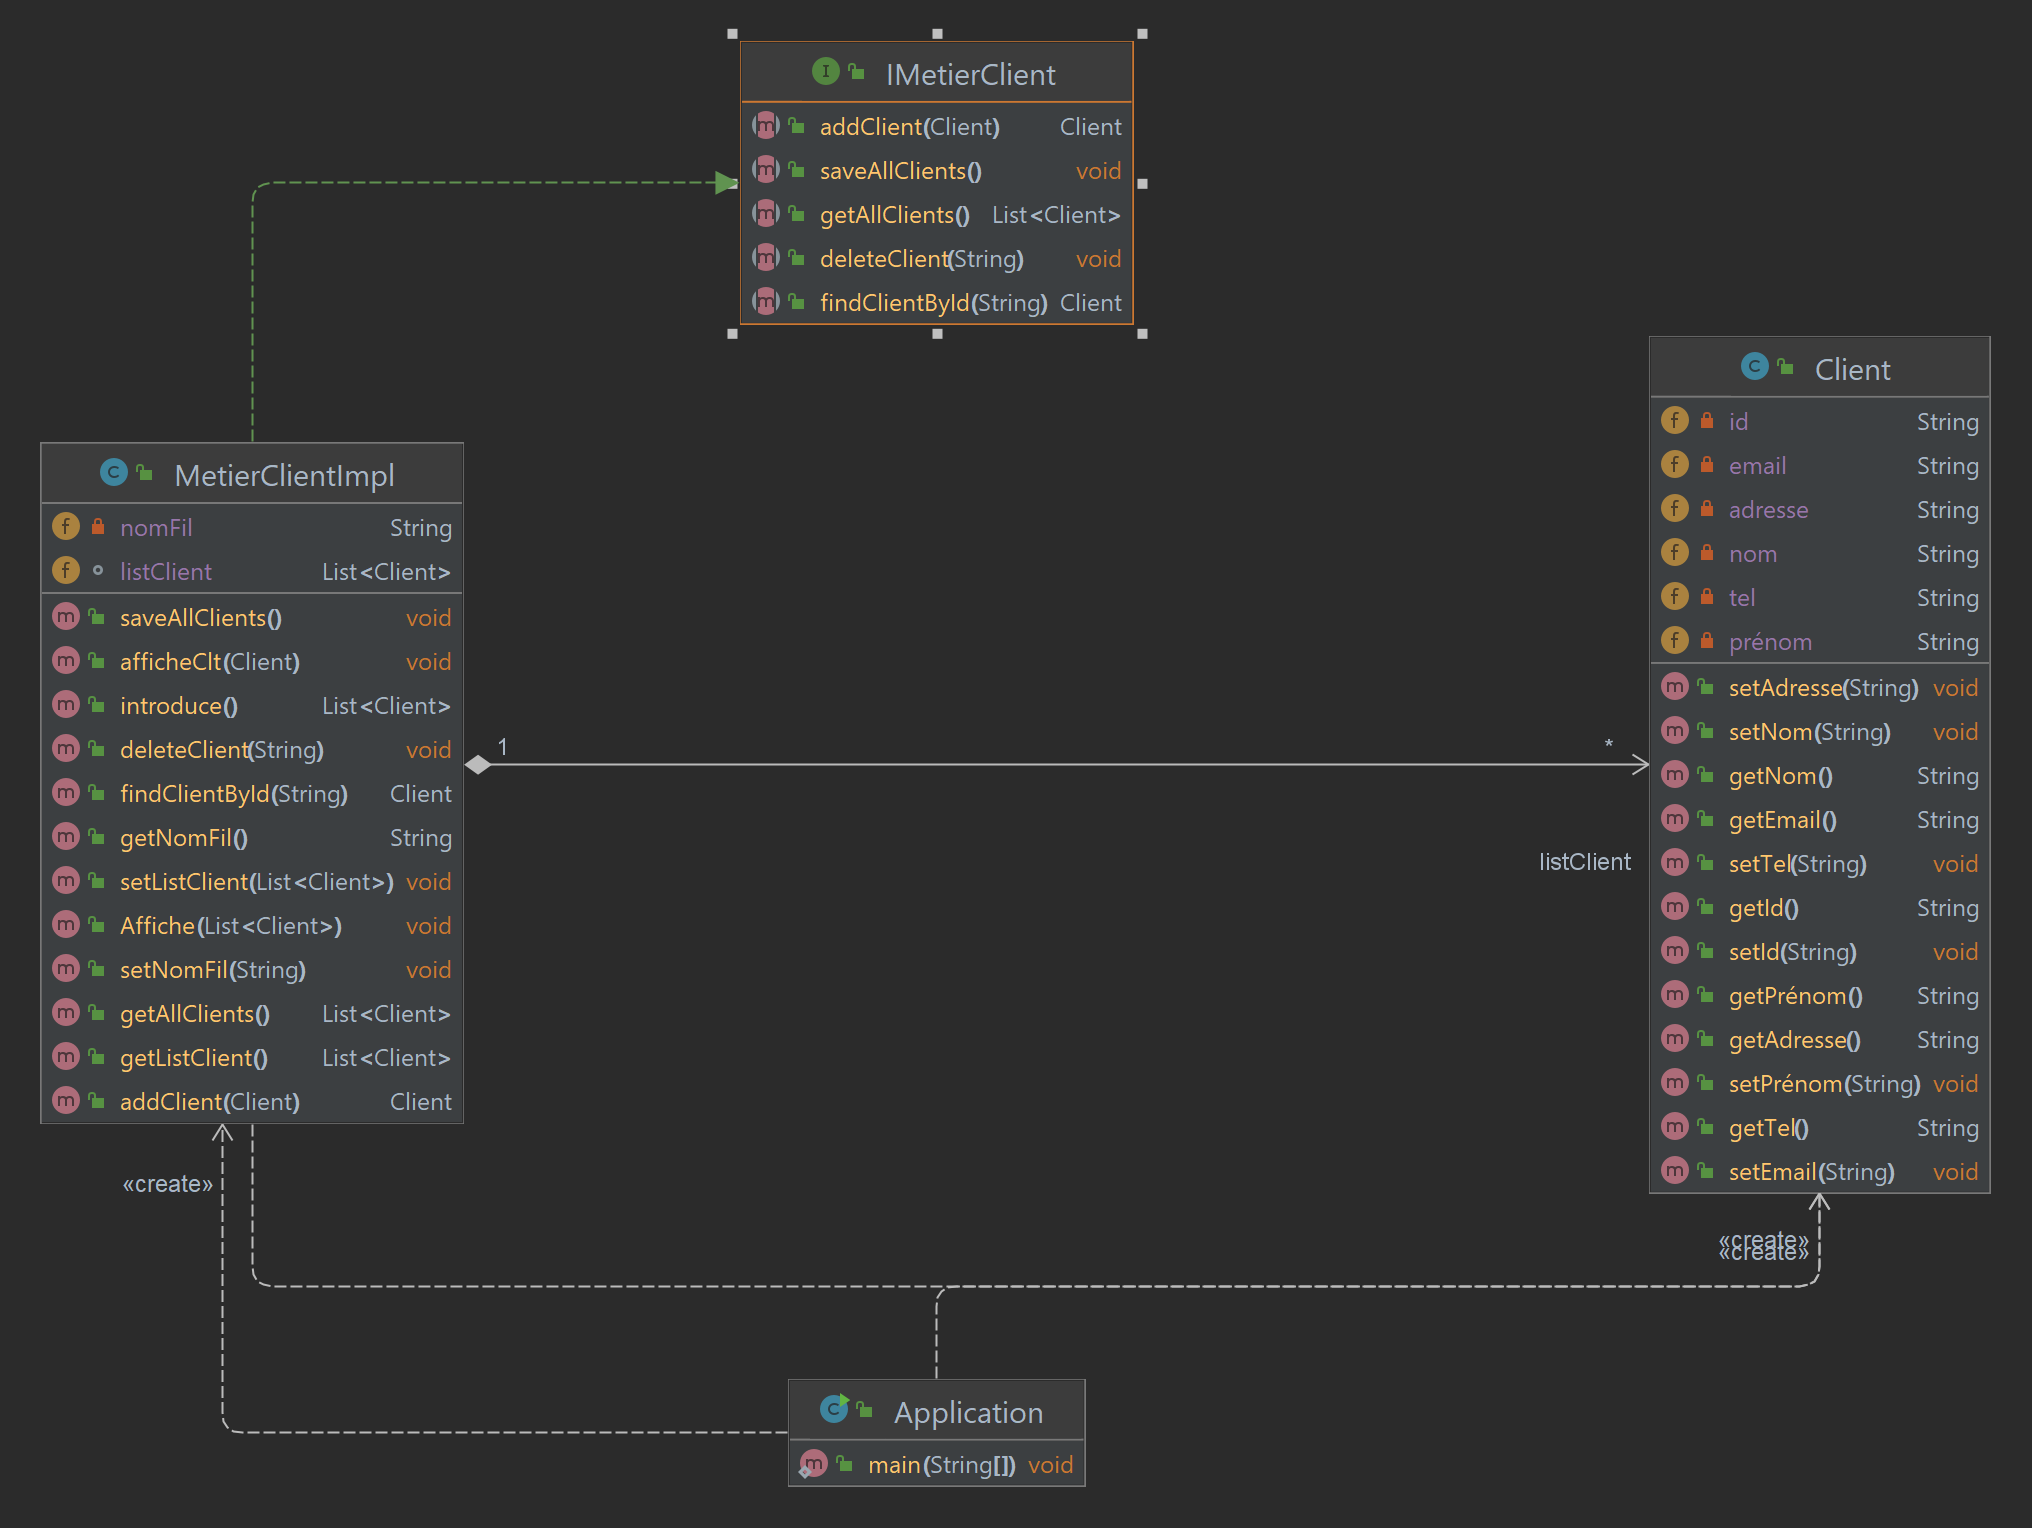 IMetierClient
addClient(Client) Client
saveAllClients() void
getAllClients() List<Client>
deleteClient(String) void
findClientById(String) Client
MetierClientImpl
nomFil String
listClient List<Client>
saveAllClients() void
afficheClt(Client) void
introduce() List<Client>
deleteClient(String) void
findClientById(String) Client
getNomFil() String
setListClient(List<Client>) void
Affiche(List<Client>) void
setNomFil(String) void
getAllClients() List<Client>
getListClient() List<Client>
addClient(Client) Client
1
*
listClient
Client
id String
email String
adresse String
nom String
tel String
prénom String
setAdresse(String) void
setNom(String) void
getNom() String
getEmail() String
setTel(String) void
getId() String
setId(String) void
getPrénom() String
getAdresse() String
setPrénom(String) void
getTel() String
setEmail(String) void
«create»
«create»
«create»
Application
main(String[]) void